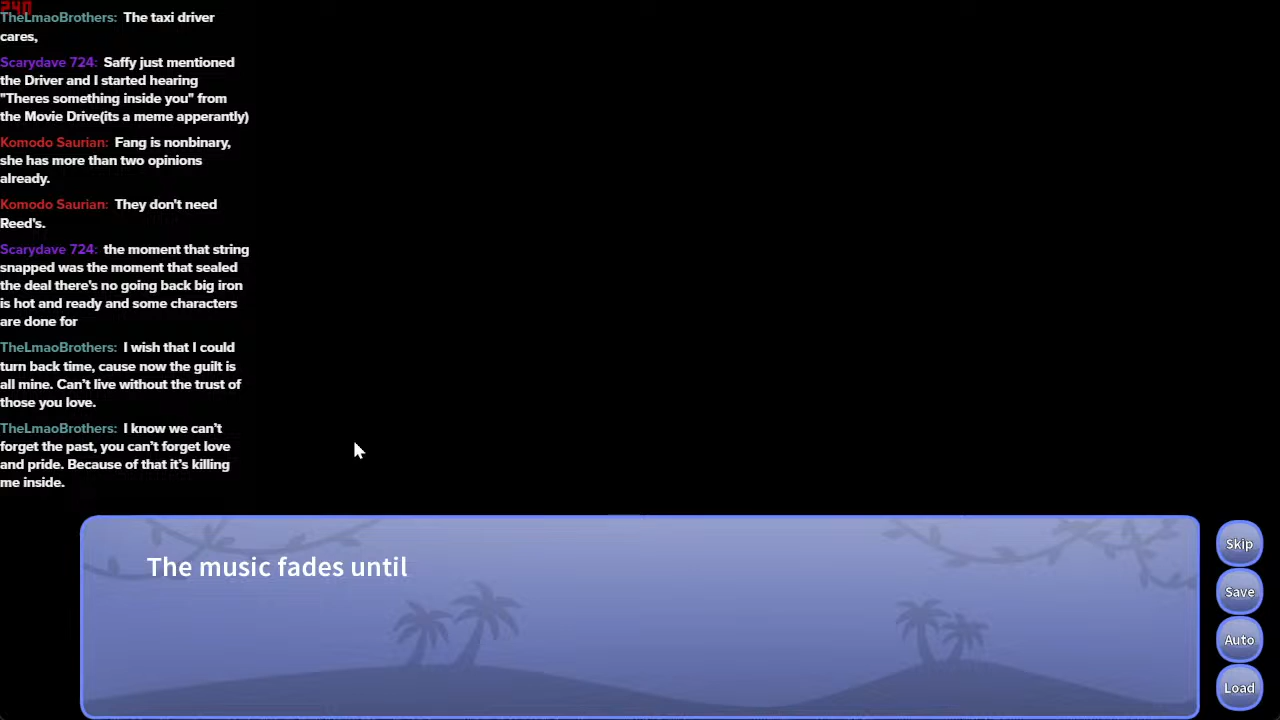 240
TheLmaoBrothers: The taxi driver
cares,
Scarydave 724: Saffy just mentioned
the Driver and I started hearing
"Theres something inside you" from
the Movie Drive(its a meme apperantly)
Komodo Saurian: Fang is nonbinary,
she has more than two opinions
already.
Komodo Saurian: They don't need
Reed's.
Scarydave 724: the moment that string
snapped was the moment that sealed
the deal there's no going back big iron
is hot and ready and some characters
are done for
TheLmaoBrothers: I wish that I could
turn back time, cause now the guilt is
all mine. Can't live without the trust of
those you love.
TheLmaoBrothers: I know we can't
forget the past, you can't forget love
and pride. Because of that it's killing
me inside.
The music fades until
Skip
Save
Auto
Load